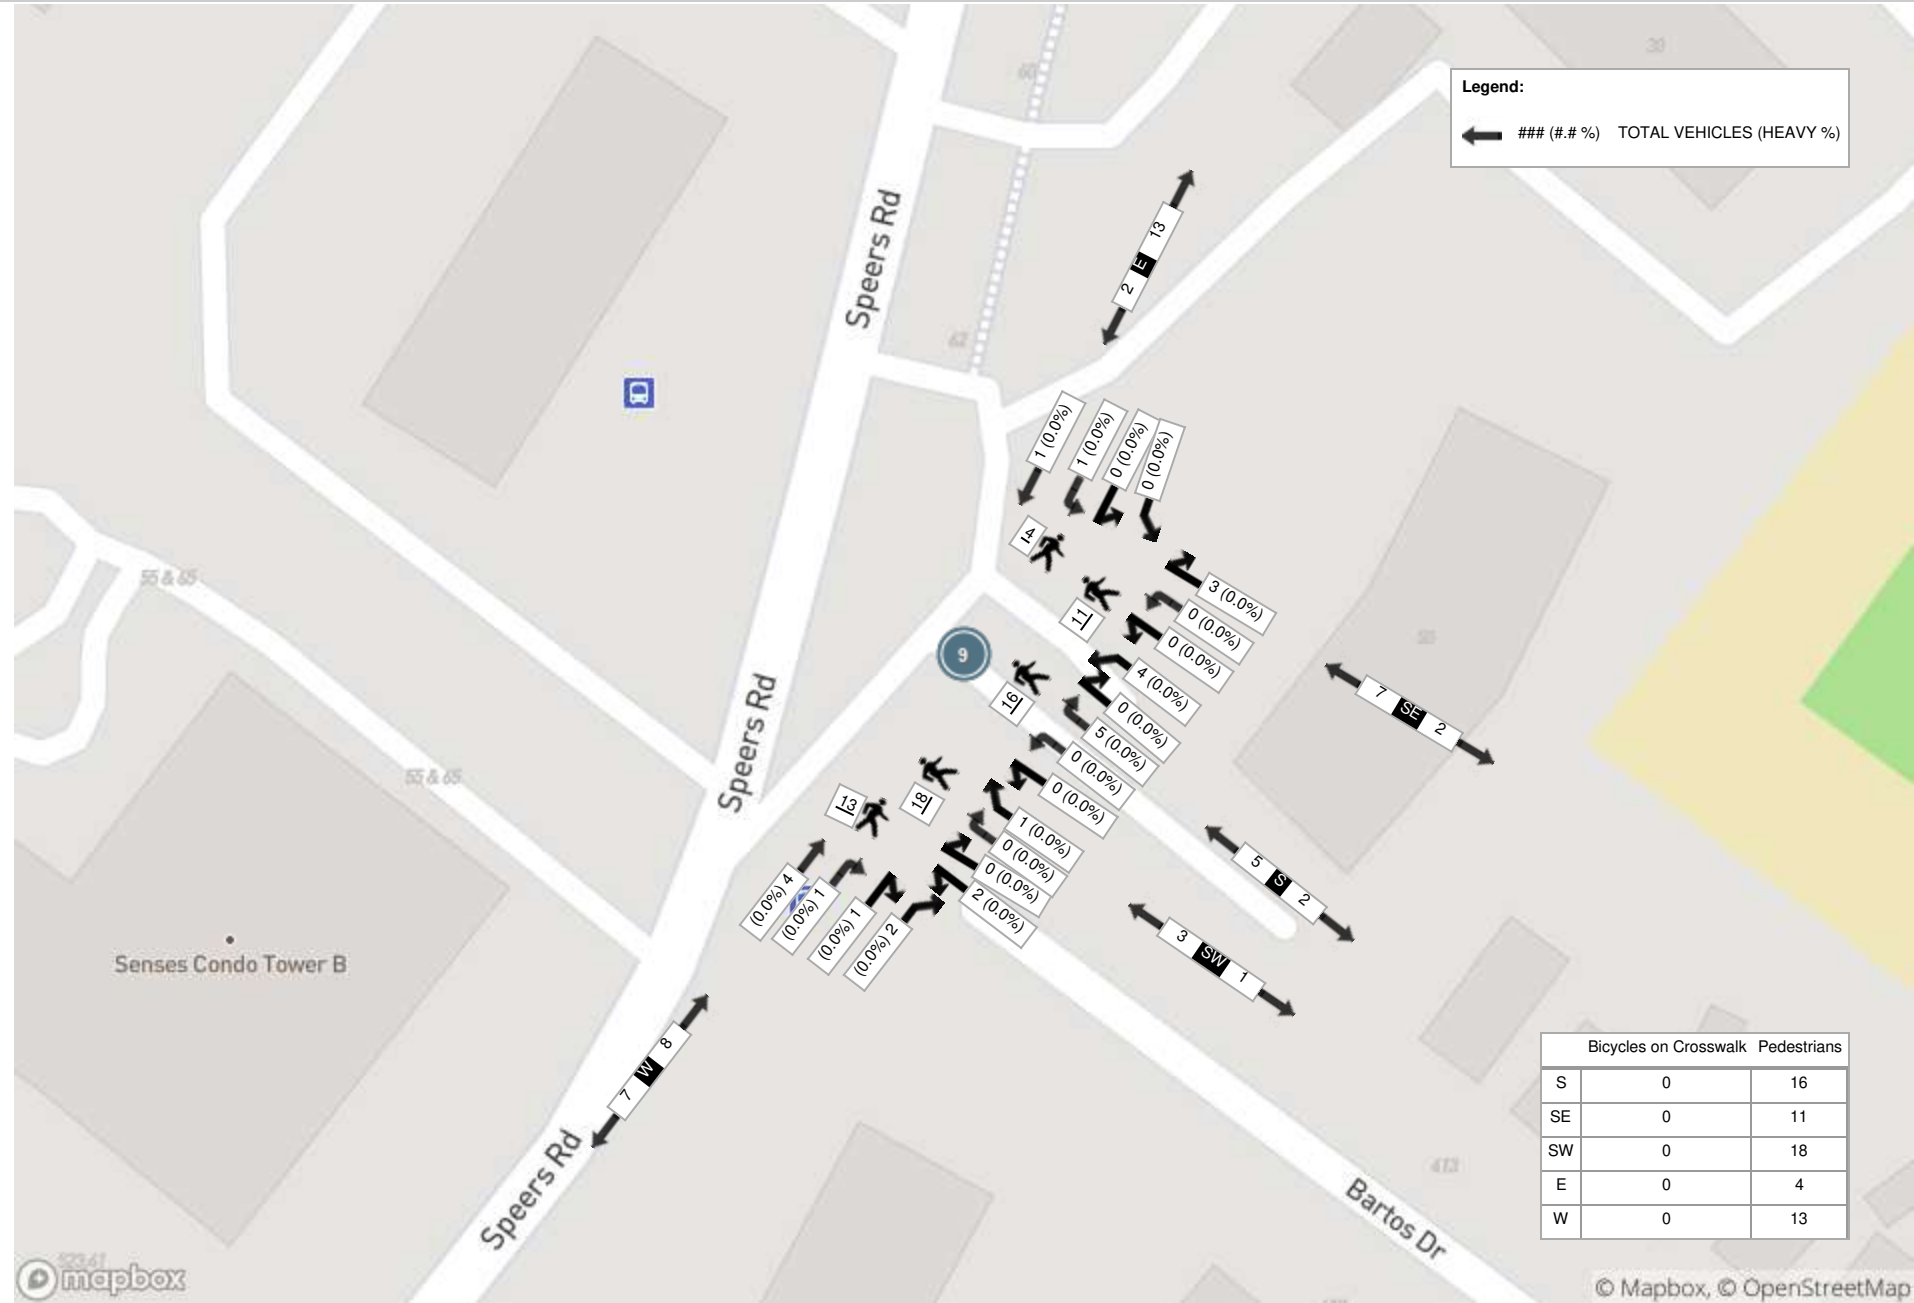 Legend:
### (#.# %) TOTAL VEHICLES (HEAVY %)
30
60
Speers Rd
13
E
2
62
1 (0.0%)
1 (0.0%)
0 (0.0%)
0 (0.0%)
4
11
3 (0.0%)
0 (0.0%)
0 (0.0%)
4 (0.0%)
0 (0.0%)
5 (0.0%)
0 (0.0%)
0 (0.0%)
50
55 & 65
9
16
7 SE 2
Speers Rd
55 & 65
18
13
1 (0.0%)
0 (0.0%)
0 (0.0%)
2 (0.0%)
(0.0%) 4
(0.0%) 1
(0.0%) 1
(0.0%) 2
5 S 2
3 SW 1
Senses Condo Tower B
8
W
7
Speers Rd
Bartos Dr
413
Bicycles on Crosswalk Pedestrians
S 0 16
SE 0 11
SW 0 18
E 0 4
W 0 13
mapbox
© Mapbox, © OpenStreetMap